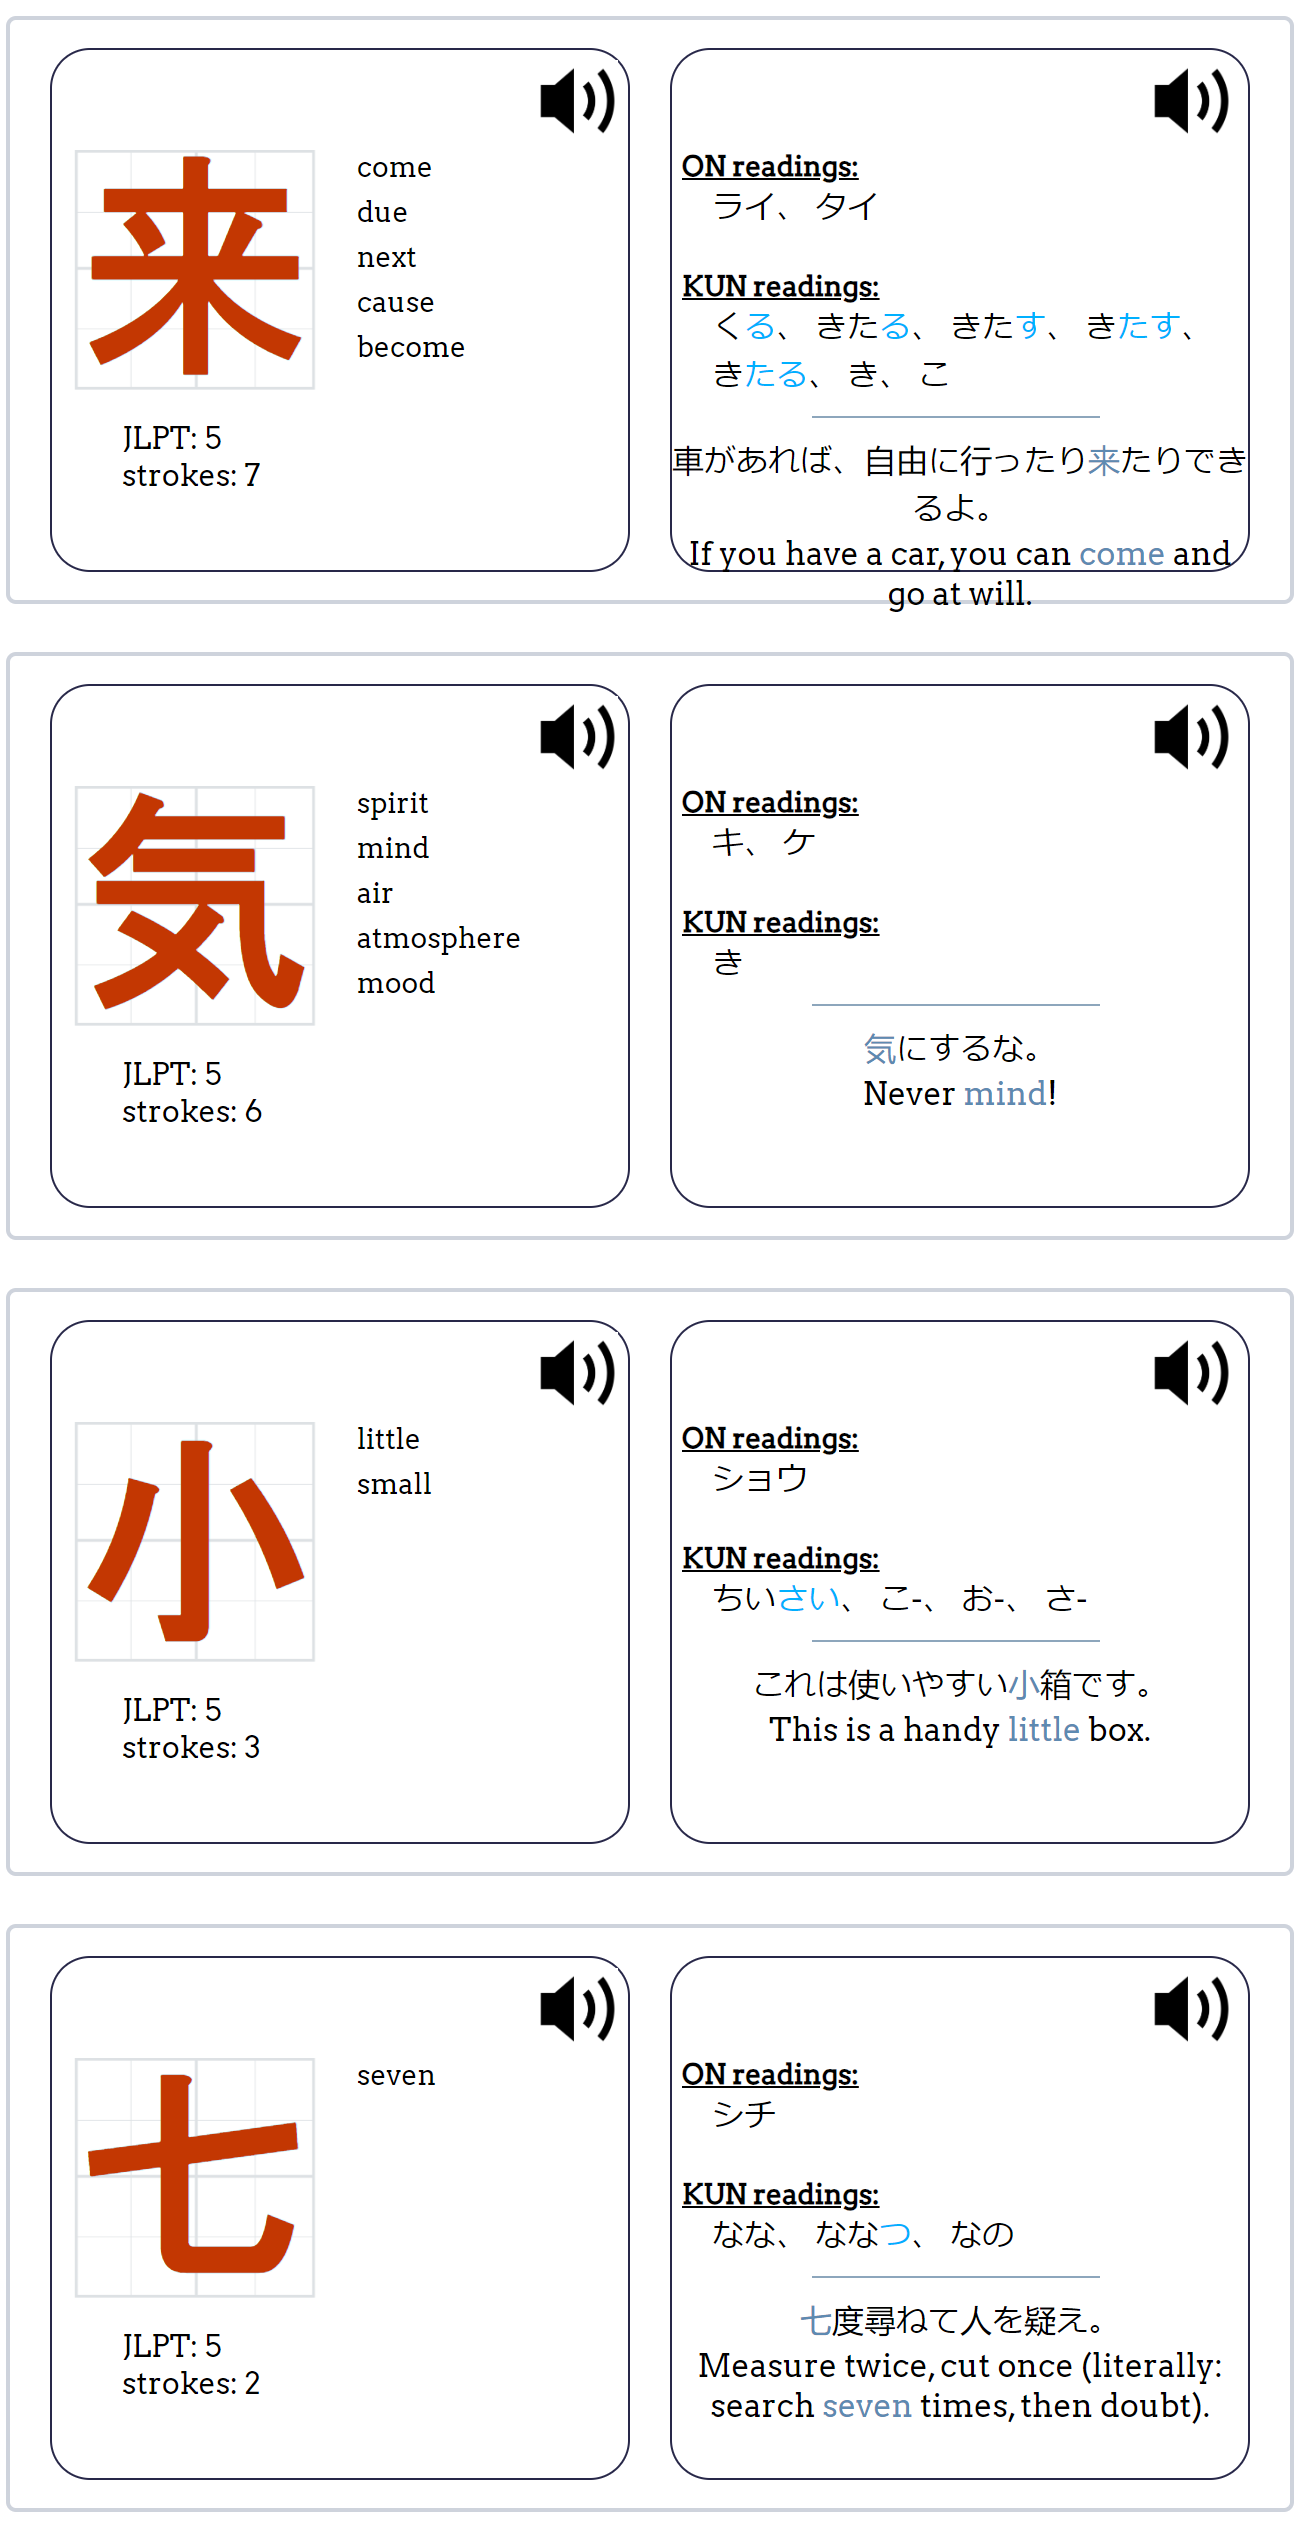 来
come
due
next
cause
become
JLPT: 5
strokes: 7
ON readings:
ライ、 タイ
KUN readings:
くる、 きたる、 きたす、 きたす、
きたる、 き、 こ
車があれば、自由に行ったり来たりでき
るよ。
If you have a car, you can come and
go at will.
気
spirit
mind
air
atmosphere
mood
JLPT: 5
strokes: 6
ON readings:
キ、 ケ
KUN readings:
き
気にするな。
Never mind!
小
little
small
JLPT: 5
strokes: 3
ON readings:
ショウ
KUN readings:
ちいさい、 こ-、 お-、 さ-
これは使いやすい小箱です。
This is a handy little box.
七
seven
JLPT: 5
strokes: 2
ON readings:
シチ
KUN readings:
なな、 ななつ、 なの
七度尋ねて人を疑え。
Measure twice, cut once (literally:
search seven times, then doubt).